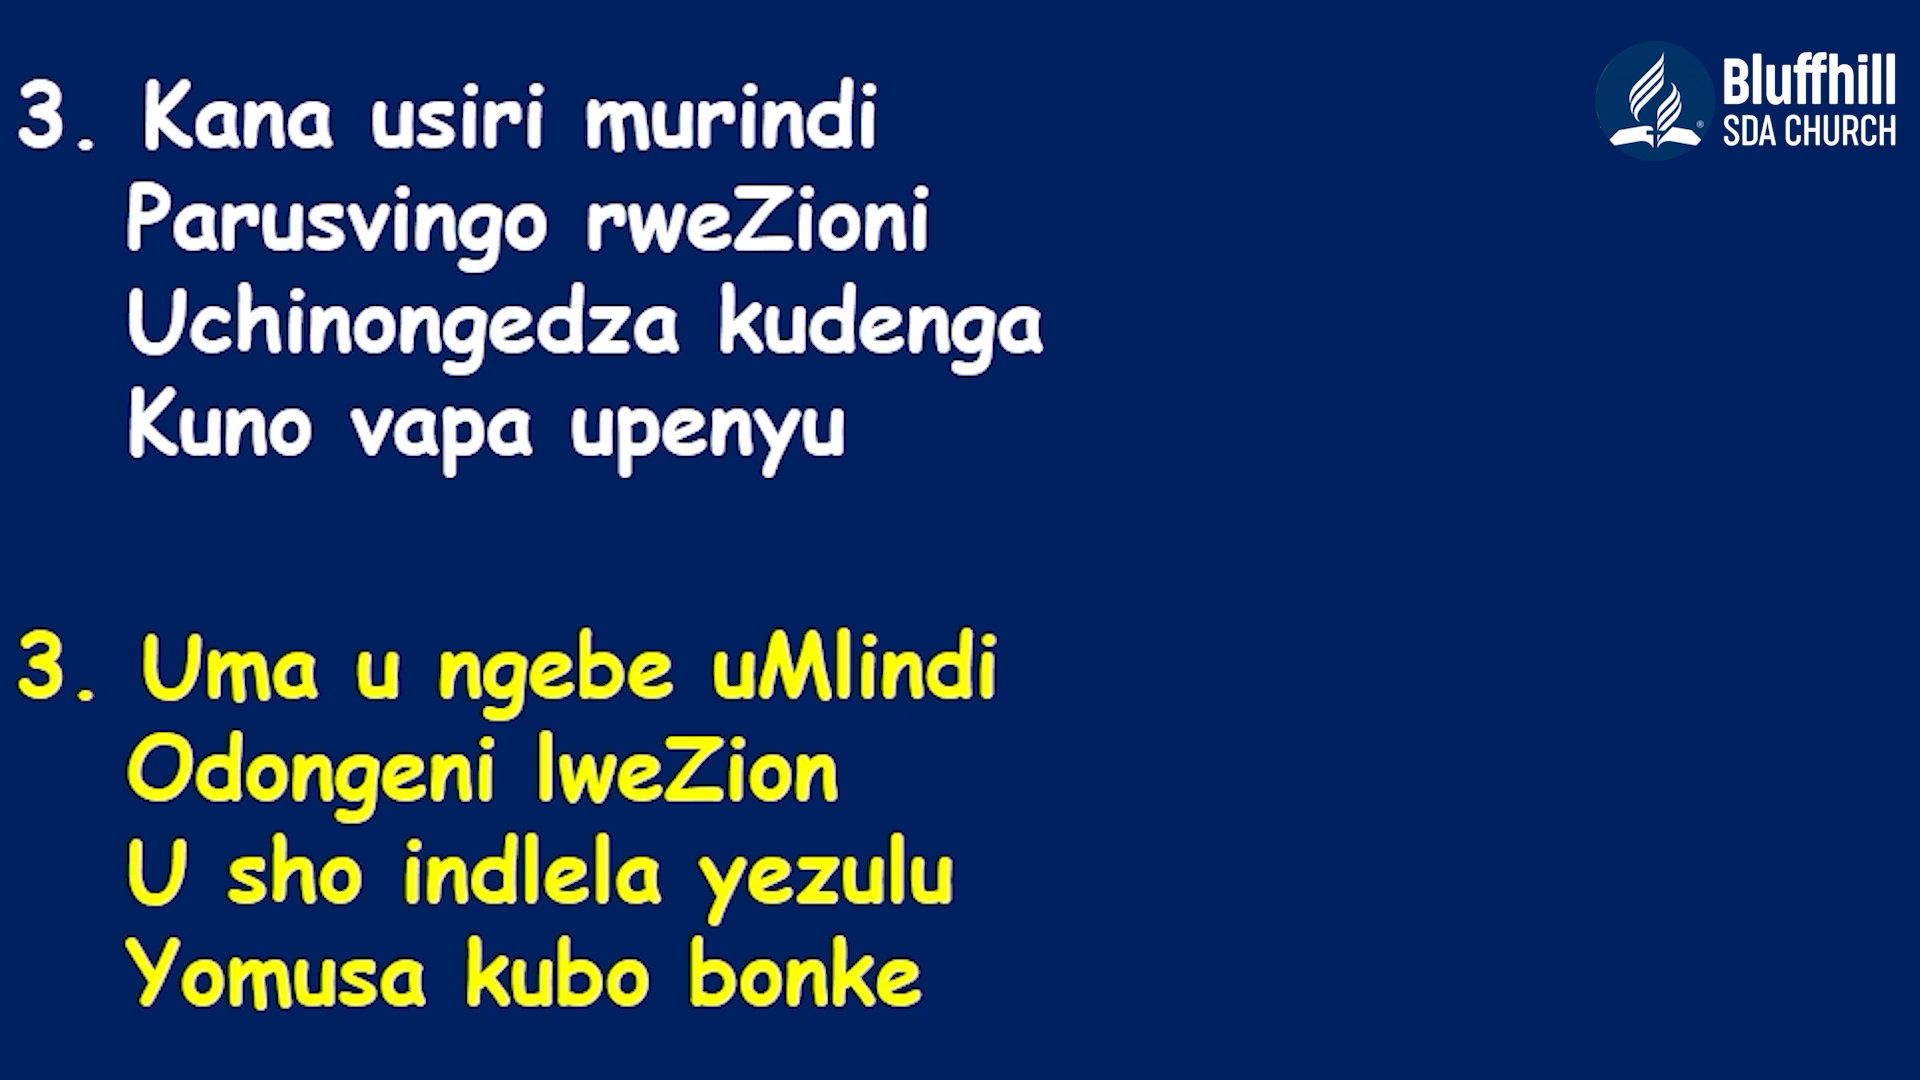 3. Kana usiri murindi
Parusvingo rweZioni
Uchinongedza kudenga
Kuno vapa upenyu
3. Uma u ngebe uMlindi
Odongeni lweZion
U sho indlela yezulu
Yomusa kubo bonke
Bluffhill
SDA CHURCH